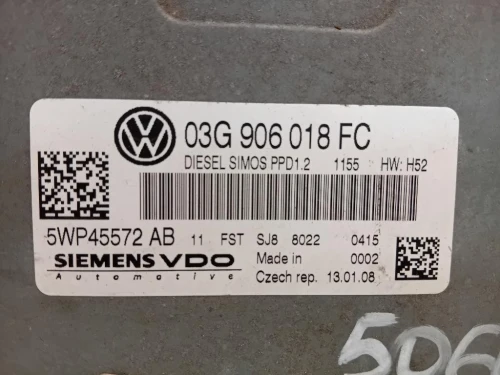 03G 906 018 FC
DIESEL SIMOS PPD1.2 1155 HW: H52
5WP45572 AB 11 FST SJ8 8022 0415
SIEMENS VDO Made in 0002
Automotive Czech rep. 13.01.08
506